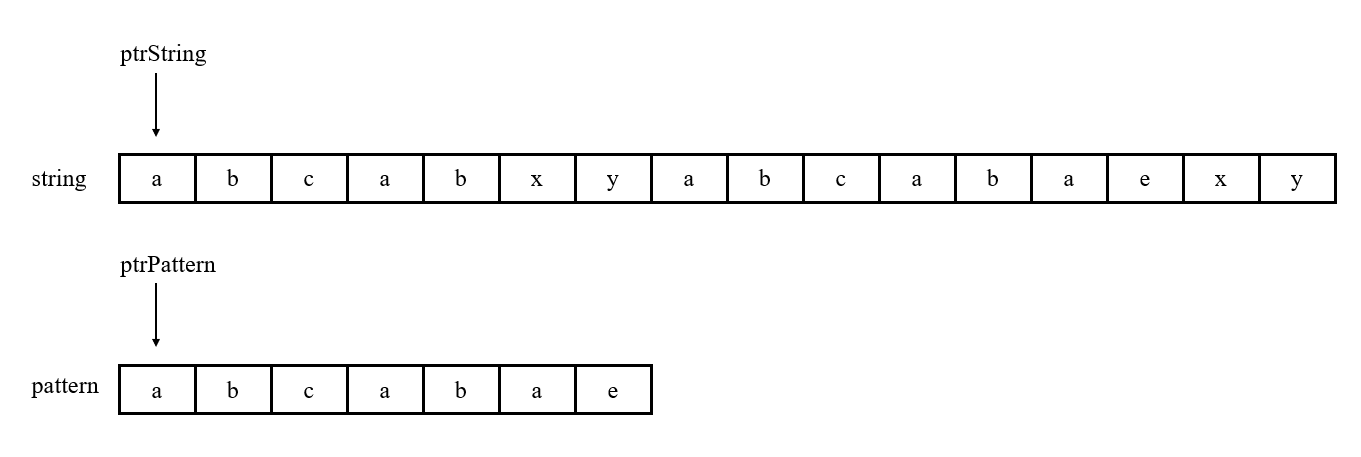 ptrString
string a b c a b x y a b c a b a e x y
ptrPattern
pattern a b c a b a e